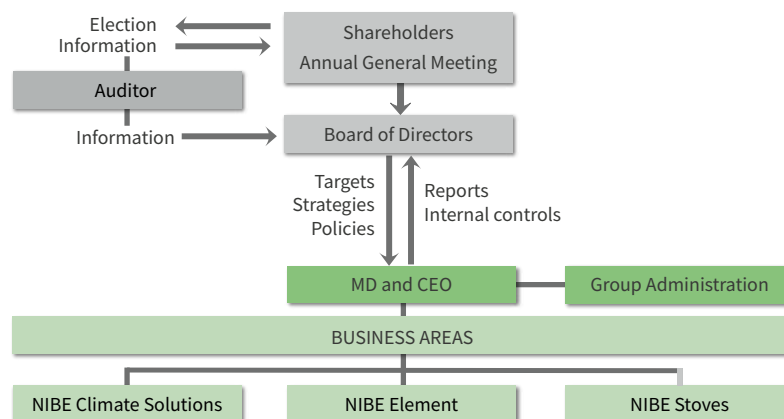 Election
Information
Shareholders
Annual General Meeting
Auditor
Information
Board of Directors
Targets
Strategies
Policies
Reports
Internal controls
MD and CEO
Group Administration
BUSINESS AREAS
NIBE Climate Solutions
NIBE Element
NIBE Stoves